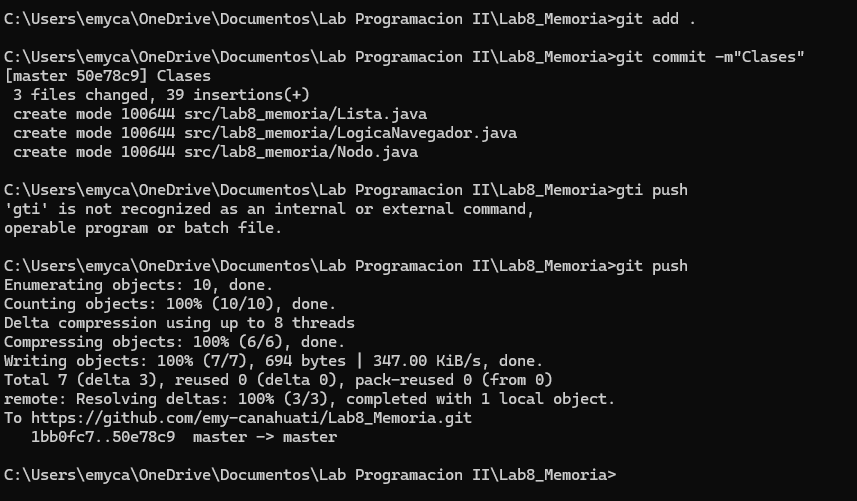 C:\Users\emyca\OneDrive\Documentos\Lab Programacion II\Lab8_Memoria>git add .
C:\Users\emyca\OneDrive\Documentos\Lab Programacion II\Lab8_Memoria>git commit -m"Clases"
[master 50e78c9] Clases
 3 files changed, 39 insertions(+)
 create mode 100644 src/lab8_memoria/Lista.java
 create mode 100644 src/lab8_memoria/LogicaNavegador.java
 create mode 100644 src/lab8_memoria/Nodo.java
C:\Users\emyca\OneDrive\Documentos\Lab Programacion II\Lab8_Memoria>gti push
'gti' is not recognized as an internal or external command,
operable program or batch file.
C:\Users\emyca\OneDrive\Documentos\Lab Programacion II\Lab8_Memoria>git push
Enumerating objects: 10, done.
Counting objects: 100% (10/10), done.
Delta compression using up to 8 threads
Compressing objects: 100% (6/6), done.
Writing objects: 100% (7/7), 694 bytes | 347.00 KiB/s, done.
Total 7 (delta 3), reused 0 (delta 0), pack-reused 0 (from 0)
remote: Resolving deltas: 100% (3/3), completed with 1 local object.
To https://github.com/emy-canahuati/Lab8_Memoria.git
   1bb0fc7..50e78c9  master -> master
C:\Users\emyca\OneDrive\Documentos\Lab Programacion II\Lab8_Memoria>